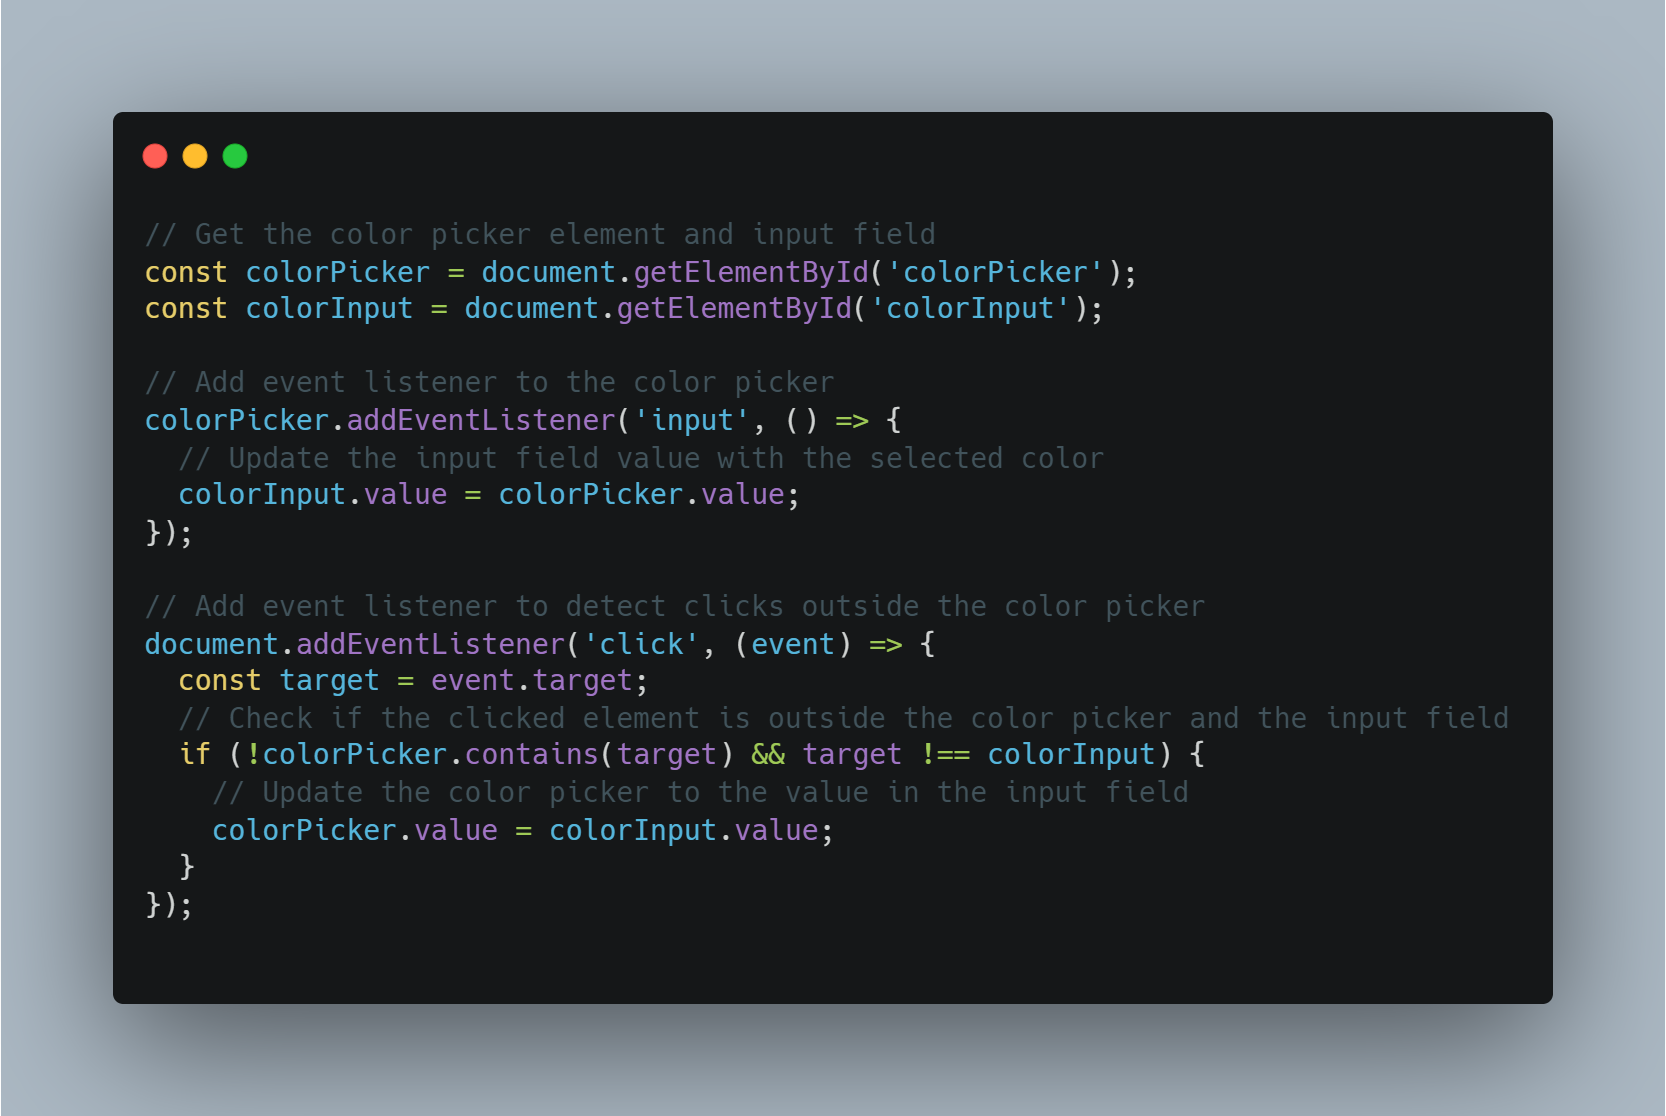 // Get the color picker element and input field
const colorPicker = document.getElementById('colorPicker');
const colorInput = document.getElementById('colorInput');

// Add event listener to the color picker
colorPicker.addEventListener('input', () => {
  // Update the input field value with the selected color
  colorInput.value = colorPicker.value;
});

// Add event listener to detect clicks outside the color picker
document.addEventListener('click', (event) => {
  const target = event.target;
  // Check if the clicked element is outside the color picker and the input field
  if (!colorPicker.contains(target) && target !== colorInput) {
    // Update the color picker to the value in the input field
    colorPicker.value = colorInput.value;
  }
});